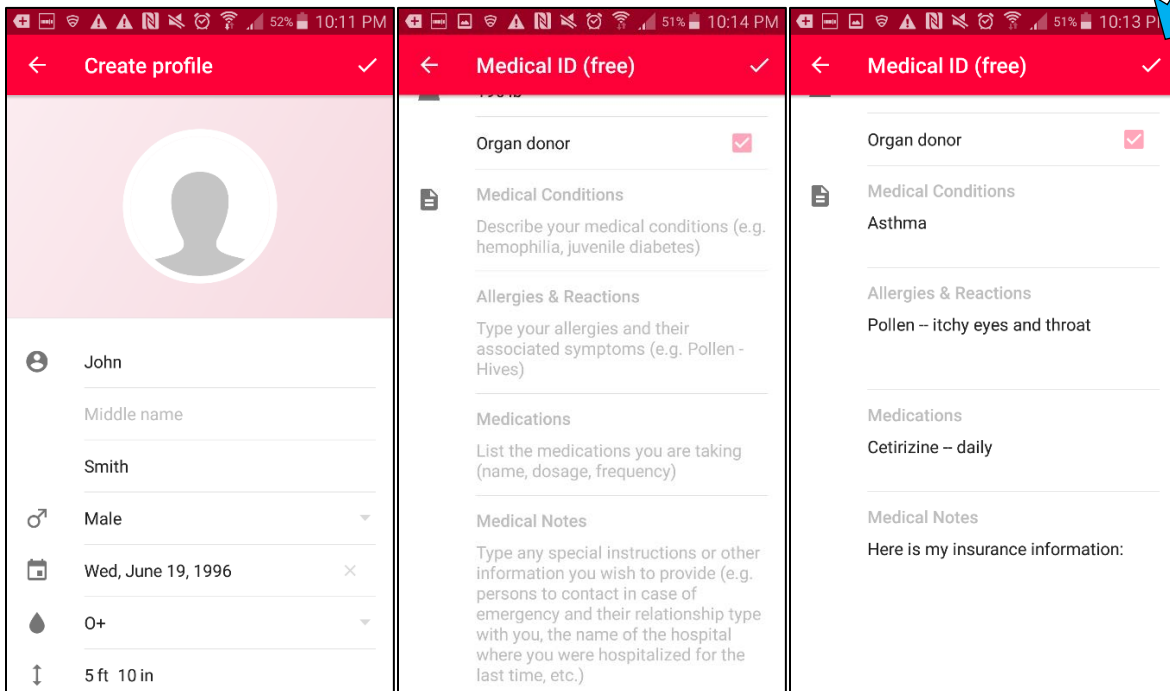 52% 10:11 PM
Create profile
John
Middle name
Smith
Male
Wed, June 19, 1996
O+
5 ft 10 in
51% 10:14 PM
Medical ID (free)
Organ donor
Medical Conditions
Describe your medical conditions (e.g.
hemophilia, juvenile diabetes)
Allergies & Reactions
Type your allergies and their
associated symptoms (e.g. Pollen -
Hives)
Medications
List the medications you are taking
(name, dosage, frequency)
Medical Notes
Type any special instructions or other
information you wish to provide (e.g.
persons to contact in case of
emergency and their relationship type
with you, the name of the hospital
where you were hospitalized for the
last time, etc.)
51% 10:13
Medical ID (free)
Organ donor
Medical Conditions
Asthma
Allergies & Reactions
Pollen -- itchy eyes and throat
Medications
Cetirizine -- daily
Medical Notes
Here is my insurance information: